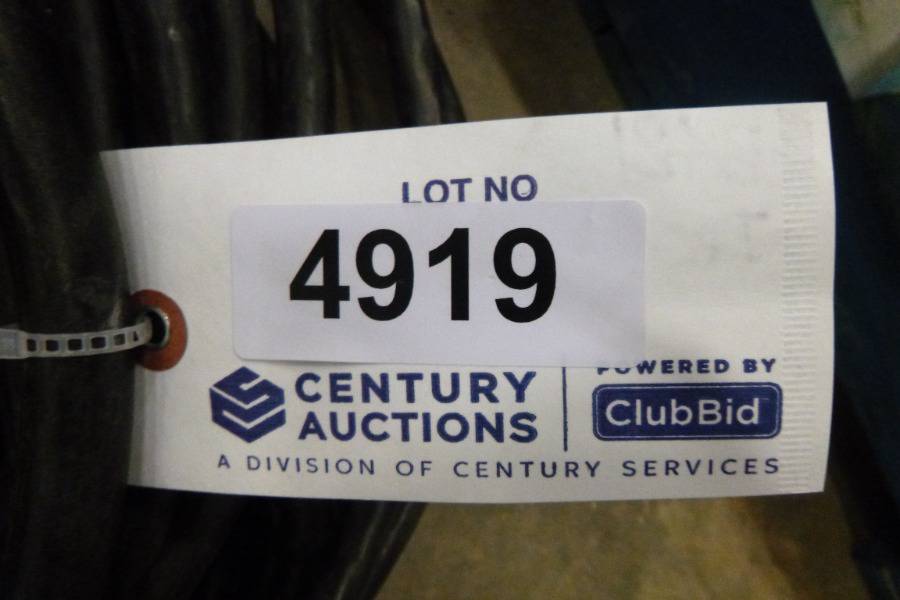 LOT NO
4919
CENTURY
AUCTIONS
POWERED BY
ClubBid
A DIVISION OF CENTURY SERVICES